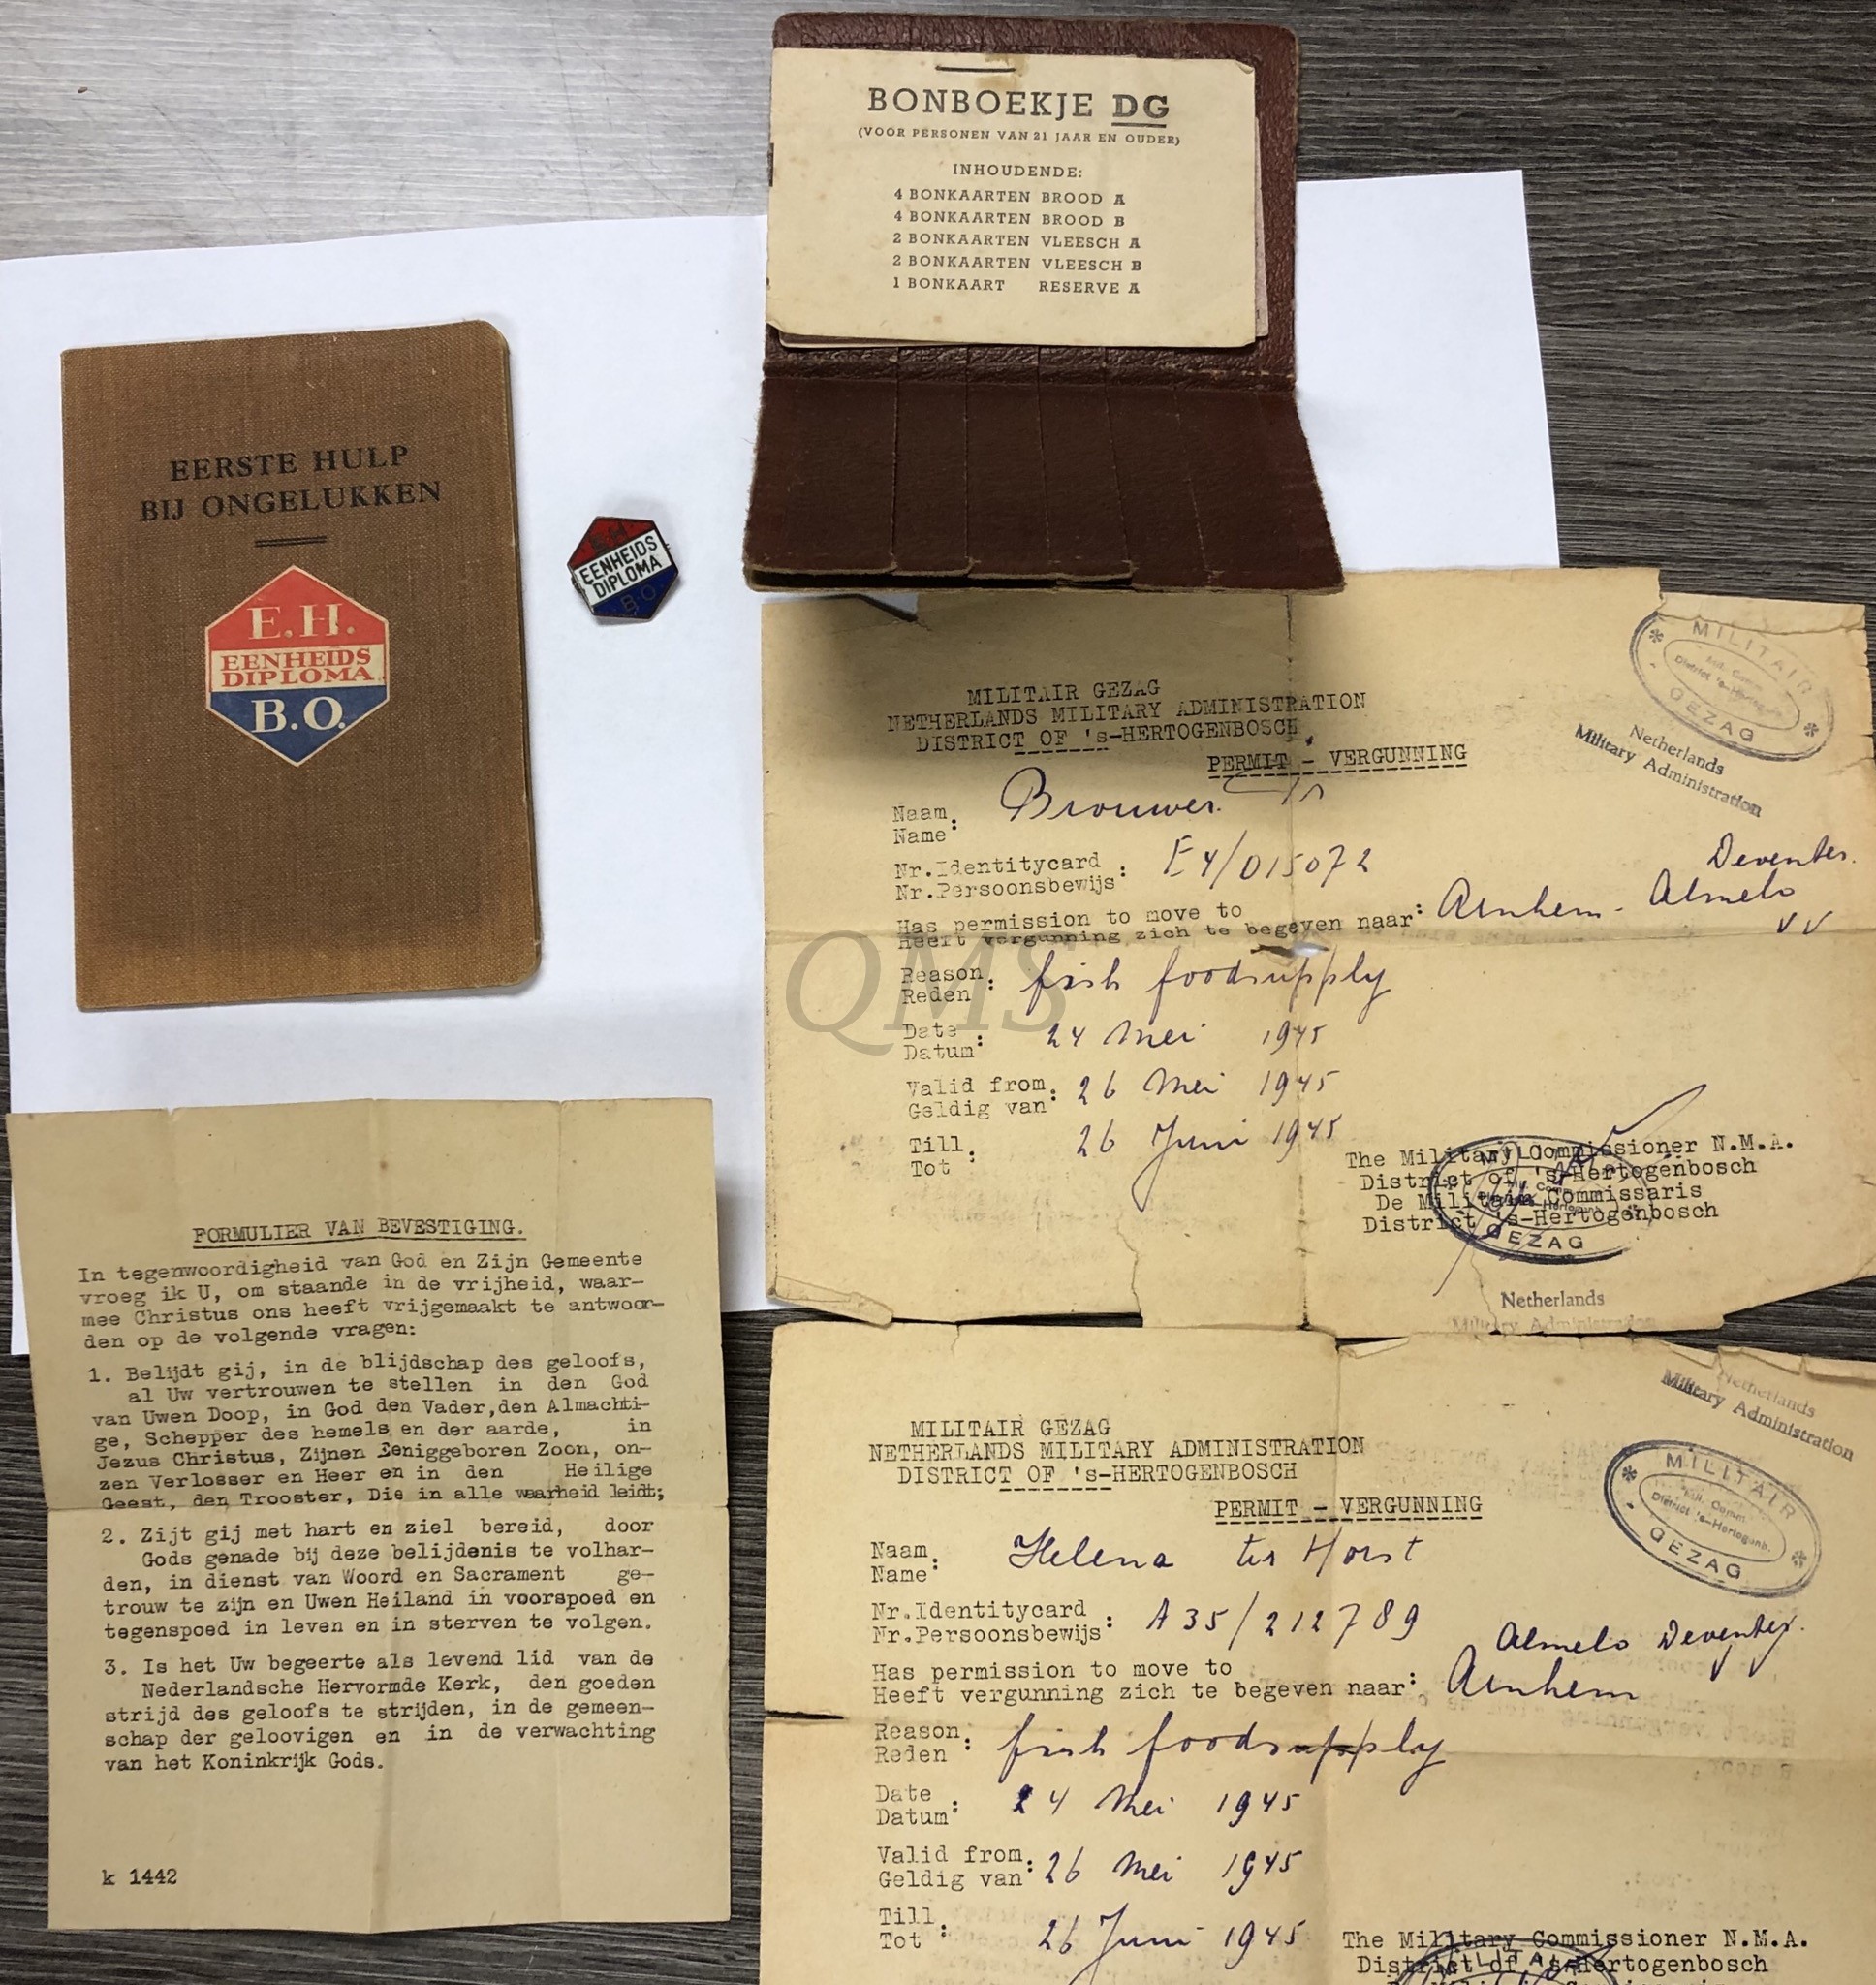 BONBOEKJE DG
(VOOR PERSONEN VAN 21 JAAR EN OUDER)
INHOUDENDE:
4 BONKAARTEN BROOD A
4 BONKAARTEN BROOD B
2 BONKAARTEN VLEESCH A
2 BONKAARTEN VLEESCH B
1 BONKAART RESERVE A
EERSTE HULP
BIJ ONGELUKKEN
E.H.
EENHEIDS
DIPLOMA
B.O.
E.H.
EENHEIDS
DIPLOMA
B.O.
MILITAIR GEZAG
NETHERLANDS MILITARY ADMINISTRATION
DISTRICT OF 's-HERTOGENBOSCH
PERMIT - VERGUNNING
MILITAIR
Mil. Comm.
District 's-Hertogenb.
GEZAG
Netherlands
Military Administration
Naam
Name: Brouwer.
Nr.Identitycard
Nr.Persoonsbewijs: E4/015072
Deventer.
Has permission to move to
Heeft vergunning zich te begeven naar: Arnhem - Almelo
Reason
Reden: fish foodsupply
Date
Datum: 24 Mei 1945
Valid from
Geldig van: 26 Mei 1945
Till
Tot: 26 Juni 1945
The Military Commissioner N.M.A.
District of 's-Hertogenbosch
De Militair Commissaris
District 's-Hertogenbosch
GEZAG
Netherlands
Military Administration
QMS
FORMULIER VAN BEVESTIGING.
In tegenwoordigheid van God en Zijn Gemeente
vroeg ik U, om staande in de vrijheid, waar-
mee Christus ons heeft vrijgemaakt te antwoor-
den op de volgende vragen:
1. Belijdt gij, in de blijdschap des geloofs,
al Uw vertrouwen te stellen in den God
van Uwen Doop, in God den Vader,den Almachti-
ge, Schepper des hemels en der aarde, in
Jezus Christus, Zijnen Eeniggeboren Zoon, on-
zen Verlosser en Heer en in den Heilige
Geest, den Trooster, Die in alle waarheid leidt;
2. Zijt gij met hart en ziel bereid, door
Gods genade bij deze belijdenis te volhar-
den, in dienst van Woord en Sacrament ge-
trouw te zijn en Uwen Heiland in voorspoed en
tegenspoed in leven en in sterven te volgen.
3. Is het Uw begeerte als levend lid van de
Nederlandsche Hervormde Kerk, den goeden
strijd des geloofs te strijden, in de gemeen-
schap der geloovigen en in de verwachting
van het Koninkrijk Gods.
k 1442
Netherlands
Military Administration
MILITAIR GEZAG
NETHERLANDS MILITARY ADMINISTRATION
DISTRICT OF 's-HERTOGENBOSCH
PERMIT - VERGUNNING
MILITAIR
Mil. Comm.
District 's-Hertogenb.
GEZAG
Naam
Name: Helena ter Horst
Nr.Identitycard
Nr.Persoonsbewijs: A35/212789
Almelo Deventer.
Has permission to move to
Heeft vergunning zich te begeven naar: Arnhem
Reason
Reden: fish foodsupply
Date
Datum: 24 Mei 1945
Valid from
Geldig van: 26 Mei 1945
Till
Tot: 26 Juni 1945
The Military Commissioner N.M.A.
District of 's-Hertogenbosch